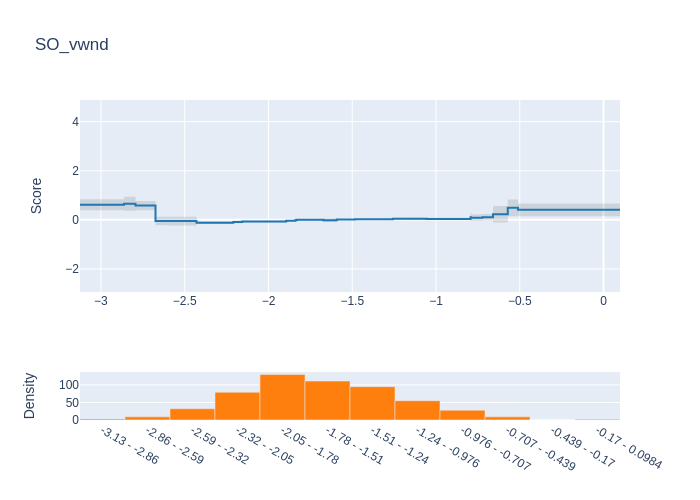 SO_vwnd
Score
4
2
0
−2
−3
−2.5
−2
−1.5
−1
−0.5
0
Density
100
50
0
-3.13 - -2.86
-2.86 - -2.59
-2.59 - -2.32
-2.32 - -2.05
-2.05 - -1.78
-1.78 - -1.51
-1.51 - -1.24
-1.24 - -0.976
-0.976 - -0.707
-0.707 - -0.439
-0.439 - -0.17
-0.17 - 0.0984